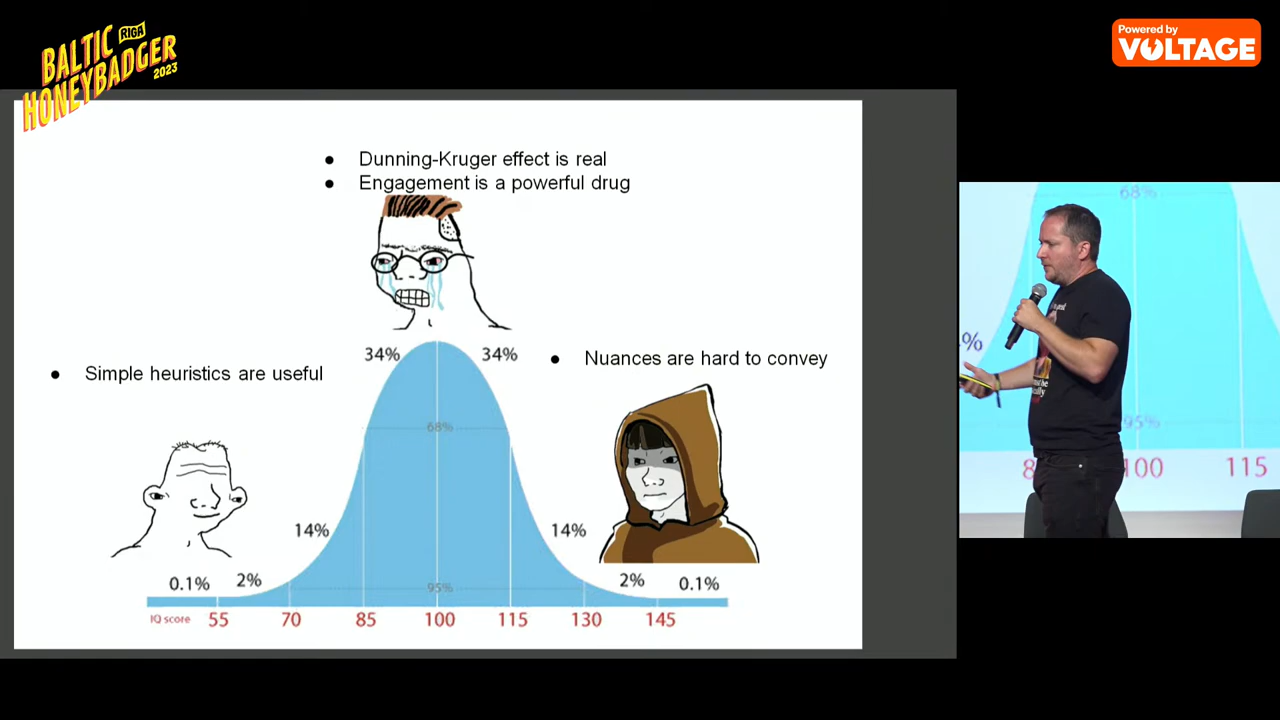 BALTIC
RIGA
HONEYBADGER
2023
Powered by
VOLTAGE
● Dunning-Kruger effect is real
● Engagement is a powerful drug
● Simple heuristics are useful
● Nuances are hard to convey
34% 34%
68%
14% 14%
0.1% 2% 95% 2% 0.1%
IQ score 55 70 85 100 115 130 145
68%
95%
100 115